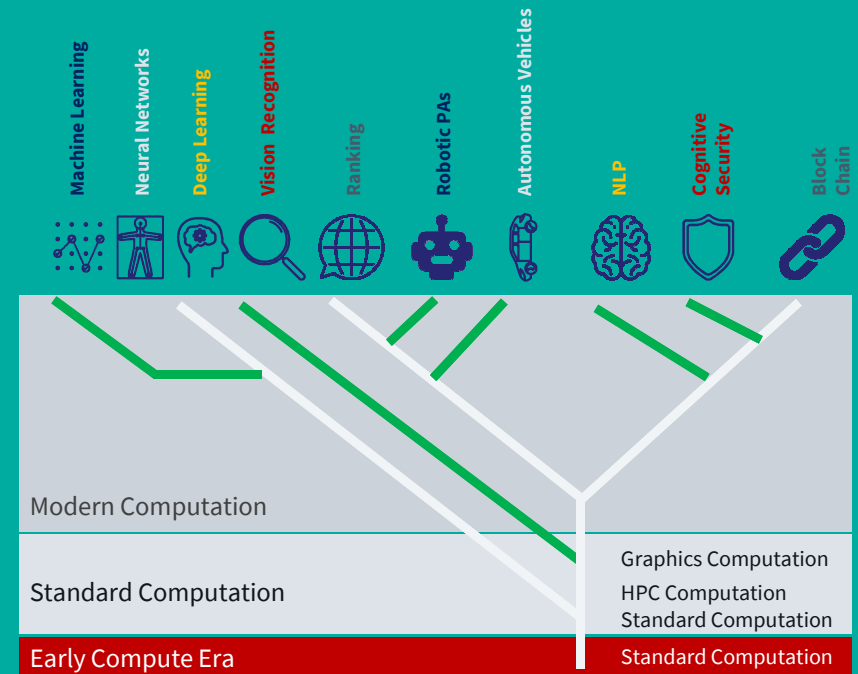 Machine Learning
Neural Networks
Deep Learning
Vision Recognition
Ranking
Robotic PAs
Autonomous Vehicles
NLP
Cognitive
Security
Block
Chain
Modern Computation
Graphics Computation
Standard Computation
HPC Computation
Standard Computation
Early Compute Era
Standard Computation